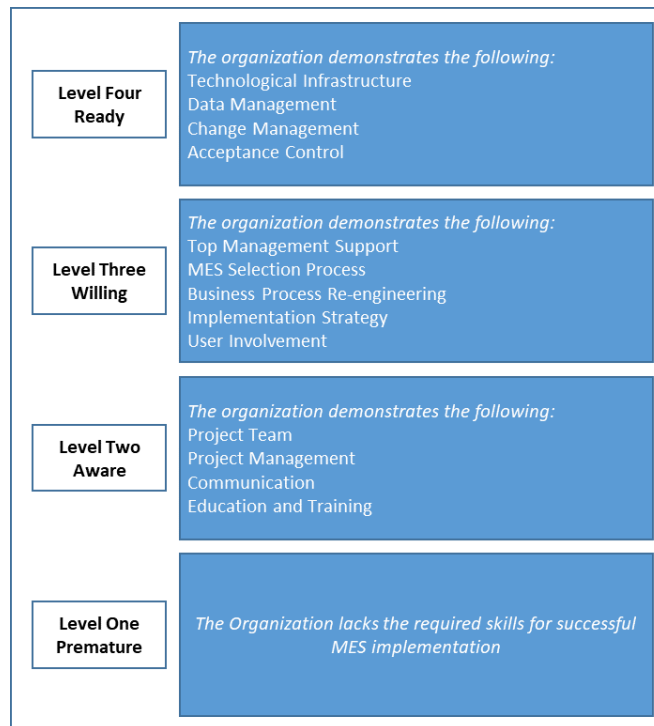 Level Four
Ready
The organization demonstrates the following:
Technological Infrastructure
Data Management
Change Management
Acceptance Control
Level Three
Willing
The organization demonstrates the following:
Top Management Support
MES Selection Process
Business Process Re-engineering
Implementation Strategy
User Involvement
Level Two
Aware
The organization demonstrates the following:
Project Team
Project Management
Communication
Education and Training
Level One
Premature
The Organization lacks the required skills for successful
MES implementation